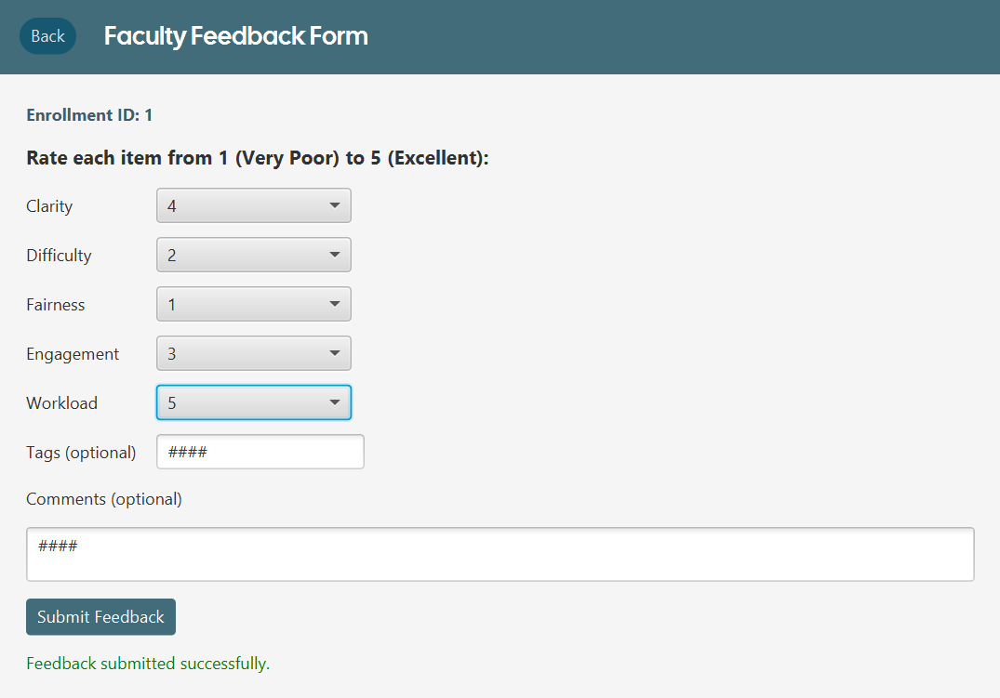 Back Faculty Feedback Form
Enrollment ID: 1
Rate each item from 1 (Very Poor) to 5 (Excellent):
Clarity 4
Difficulty 2
Fairness 1
Engagement 3
Workload 5
Tags (optional) ####
Comments (optional)
####
Submit Feedback
Feedback submitted successfully.